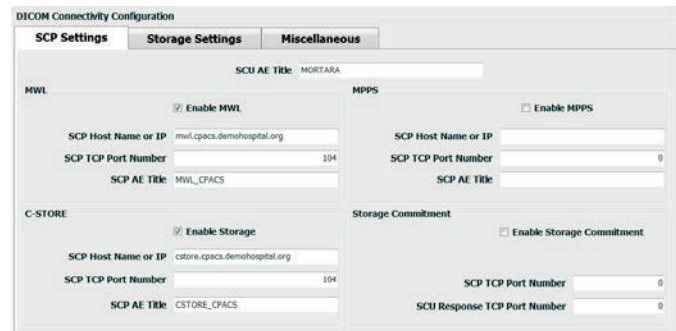 DICOM Connectivity Configuration
SCP Settings Storage Settings Miscellaneous
SCU AE Title MORTARA
MWL
Enable MWL
SCP Host Name or IP mwl.cpacs.demohospital.org
SCP TCP Port Number 104
SCP AE Title MWL_CPACS
MPPS
Enable MPPS
SCP Host Name or IP
SCP TCP Port Number 0
SCP AE Title
C-STORE
Enable Storage
SCP Host Name or IP cstore.cpacs.demohospital.org
SCP TCP Port Number 104
SCP AE Title CSTORE_CPACS
Storage Commitment
Enable Storage Commitment
SCP TCP Port Number 0
SCU Response TCP Port Number 0